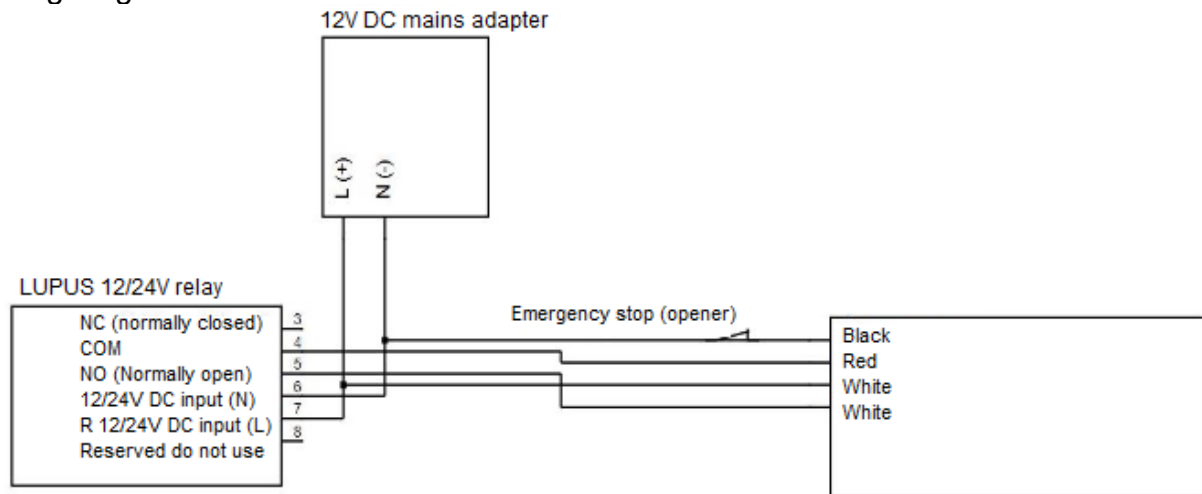 12V DC mains adapter
L (+)
N (-)
LUPUS 12/24V relay
NC (normally closed)
3
COM
4
NO (Normally open)
5
12/24V DC input (N)
6
R 12/24V DC input (L)
7
Reserved do not use
8
Emergency stop (opener)
Black
Red
White
White